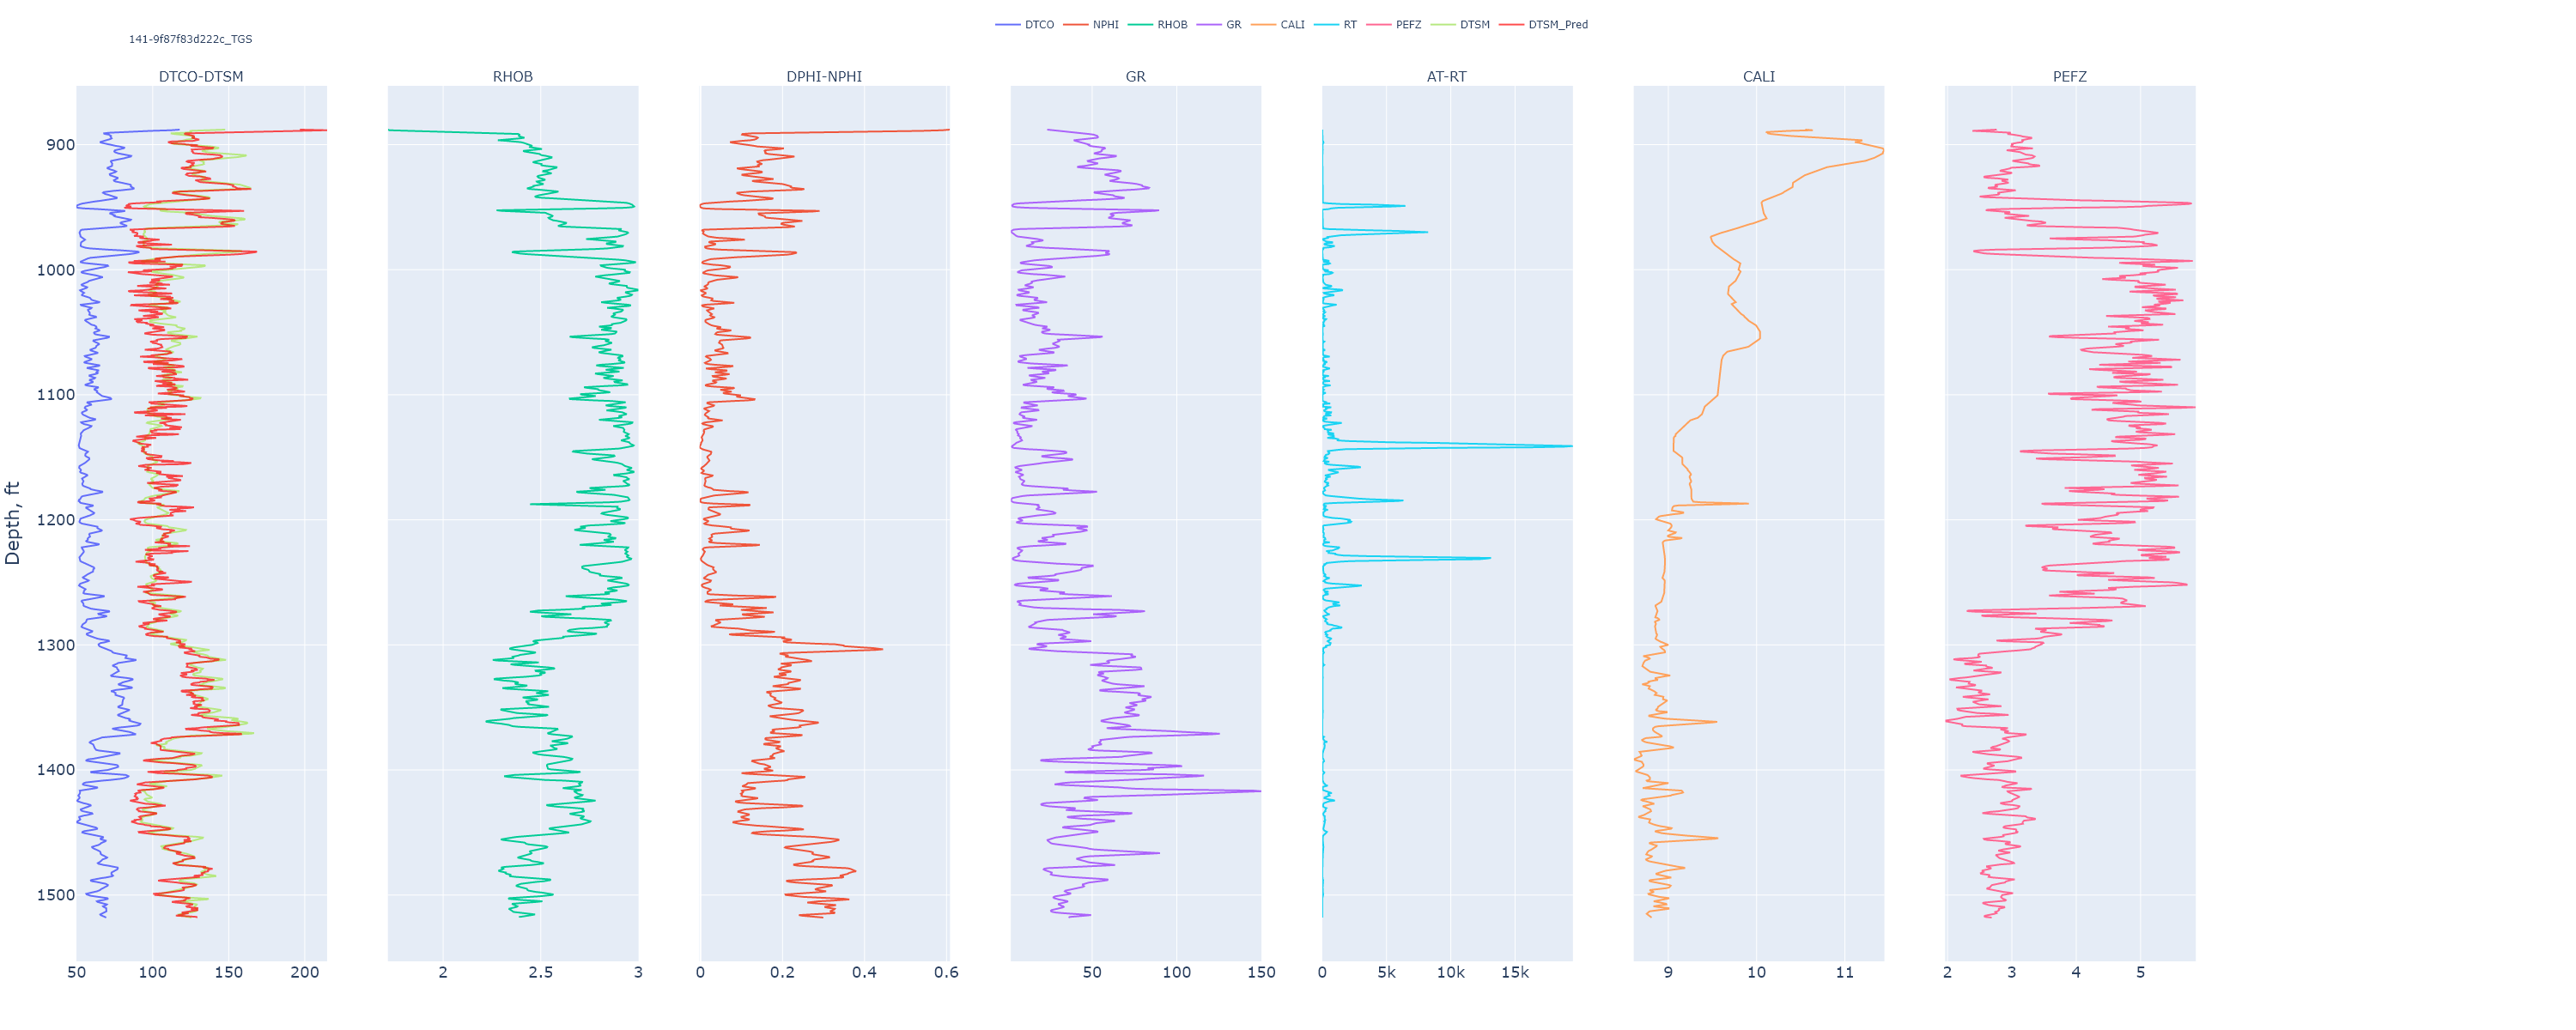 DTCO NPHI RHOB GR CALI RT PEFZ DTSM DTSM_Pred
141-9f87f83d222c_TGS
DTCO-DTSM RHOB DPHI-NPHI GR AT-RT CALI PEFZ
Depth, ft
900
1000
1100
1200
1300
1400
1500
50 100 150 200 2 2.5 3 0 0.2 0.4 0.6 50 100 150 0 5k 10k 15k 9 10 11 2 3 4 5